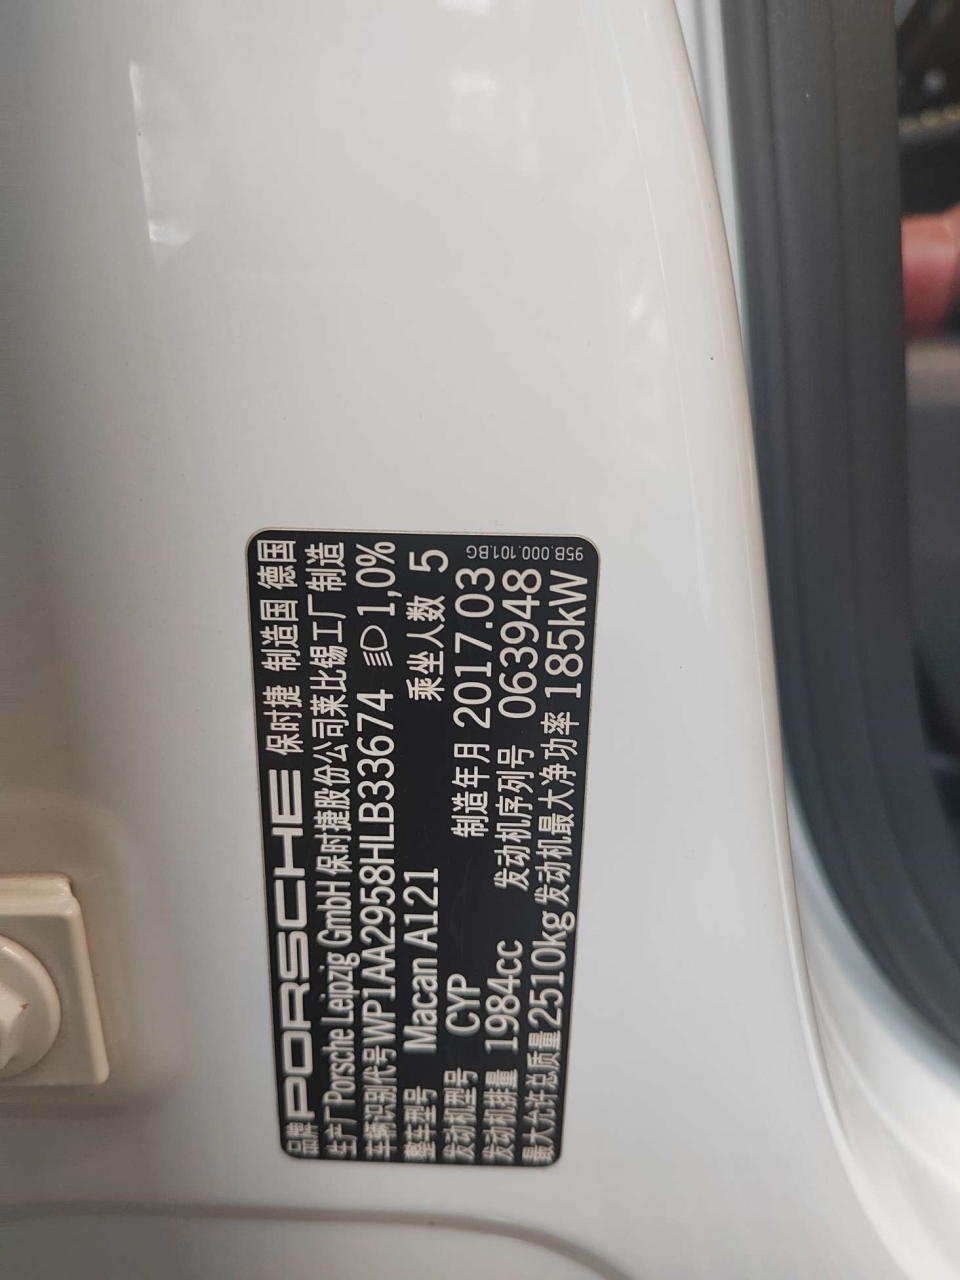 品牌 PORSCHE 保时捷 制造国 德国
生产厂 Porsche Leipzig GmbH 保时捷股份公司莱比锡工厂制造
车辆识别代号 WP1AA2958HLB33674 1,0%
整车型号 Macan A121 乘坐人数 5
发动机型号 CYP 制造年月 2017.03
发动机排量 1984cc 发动机序列号 063948
最大允许总质量 2510kg 发动机最大净功率 185kW
95B.000.101.BG